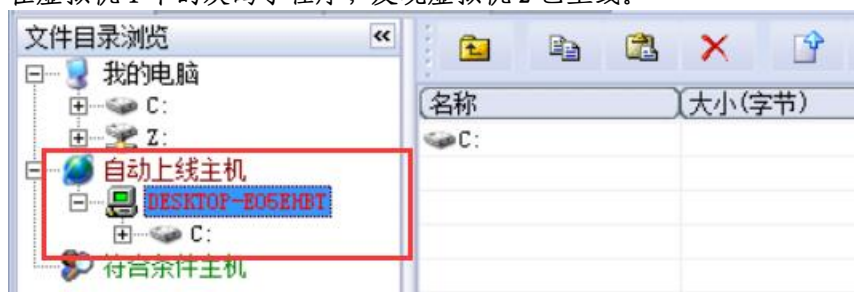 文件目录浏览 «
我的电脑
C:
名称 大小(字节)
Z:
C:
自动上线主机
DESKTOP-EO5EHBT
C:
符合条件主机